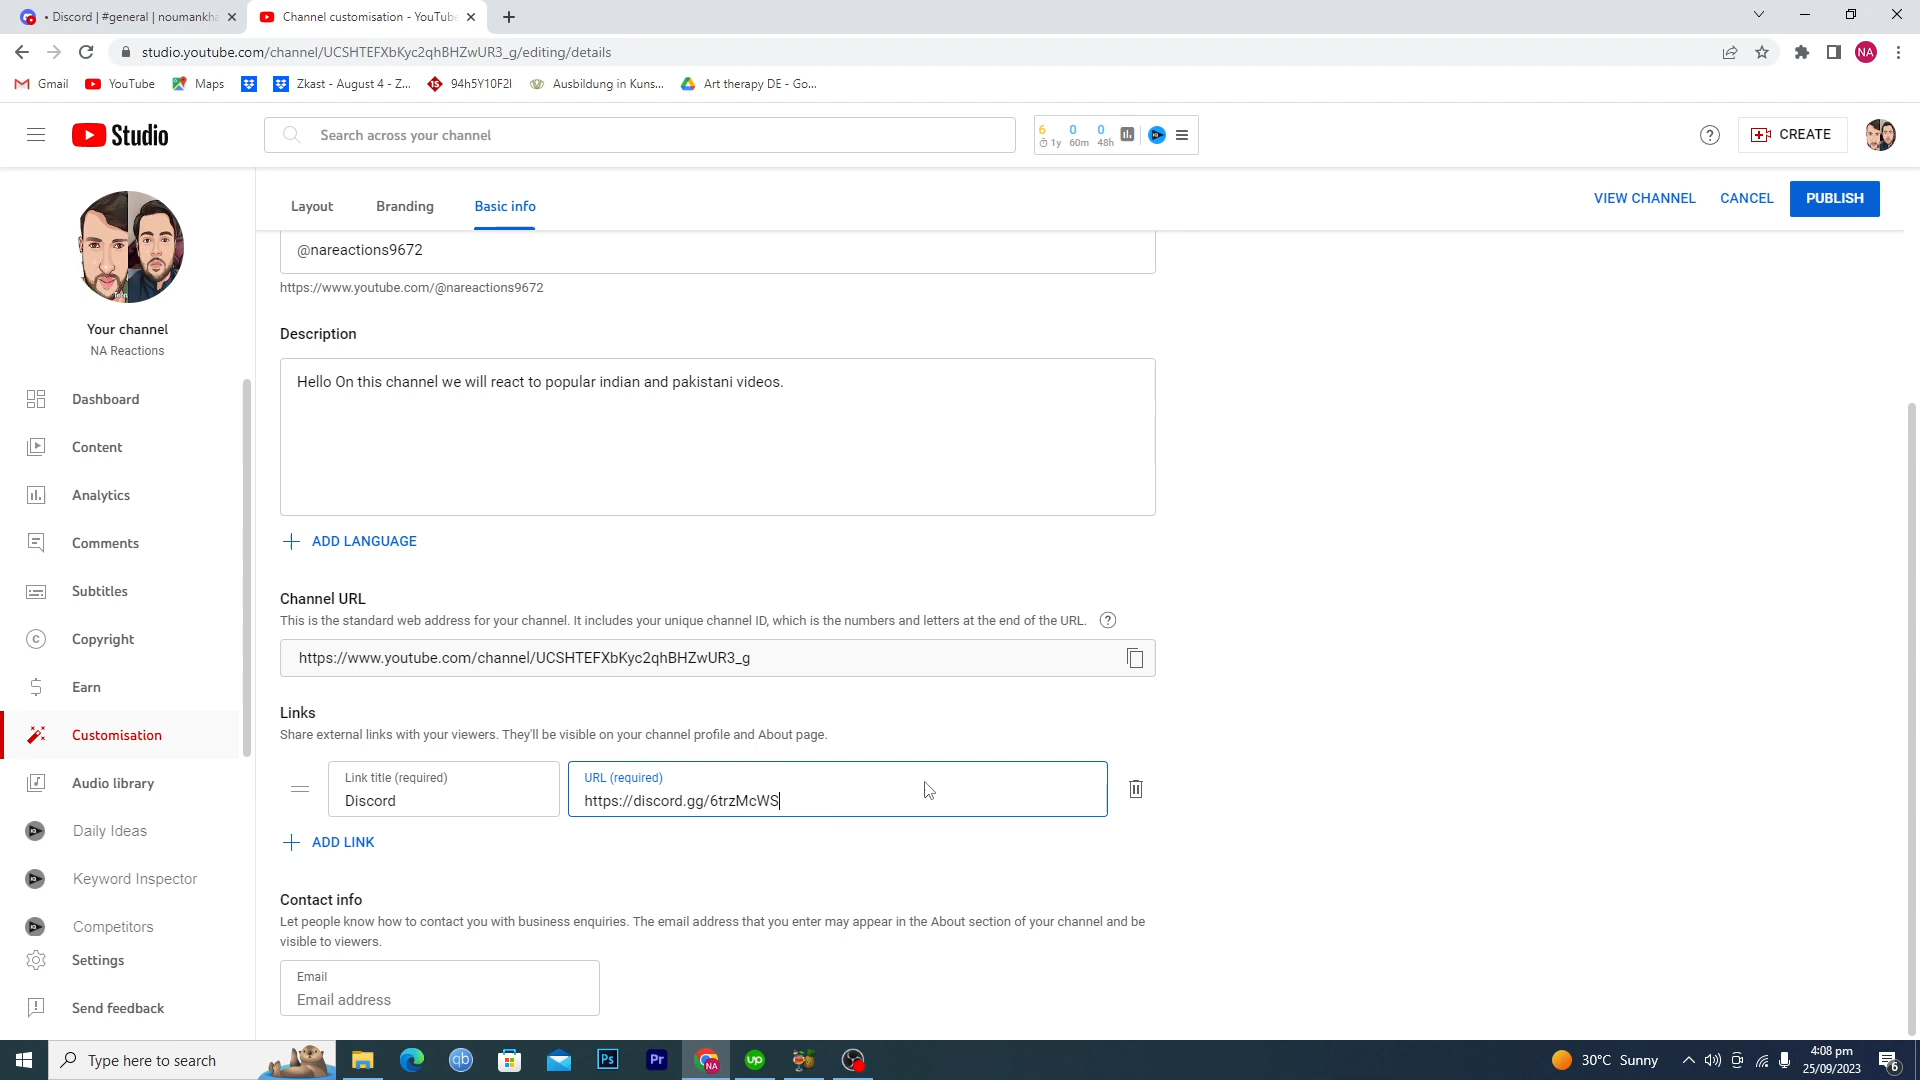 • Discord | #general | noumankha
Channel customisation - YouTube
studio.youtube.com/channel/UCSHTEFXbKyc2qhBHZwUR3_g/editing/details
NA
Gmail
YouTube
Maps
Zkast - August 4 - Z...
94h5Y10F2I
Ausbildung in Kuns...
Art therapy DE - Go...
Studio
Search across your channel
6 0 0
1y 60m 48h
CREATE
Layout
Branding
Basic info
VIEW CHANNEL
CANCEL
PUBLISH
Your channel
NA Reactions
Dashboard
Content
Analytics
Comments
Subtitles
Copyright
Earn
Customisation
Audio library
Daily Ideas
Keyword Inspector
Competitors
Settings
Send feedback
@nareactions9672
https://www.youtube.com/@nareactions9672
Description
Hello On this channel we will react to popular indian and pakistani videos.
ADD LANGUAGE
Channel URL
This is the standard web address for your channel. It includes your unique channel ID, which is the numbers and letters at the end of the URL.
https://www.youtube.com/channel/UCSHTEFXbKyc2qhBHZwUR3_g
Links
Share external links with your viewers. They'll be visible on your channel profile and About page.
Link title (required)
Discord
URL (required)
https://discord.gg/6trzMcWS
ADD LINK
Contact info
Let people know how to contact you with business enquiries. The email address that you enter may appear in the About section of your channel and be
visible to viewers.
Email
Email address
Type here to search
qb
Ps
Pr
NA
up
30°C Sunny
4:08 pm
25/09/2023
6